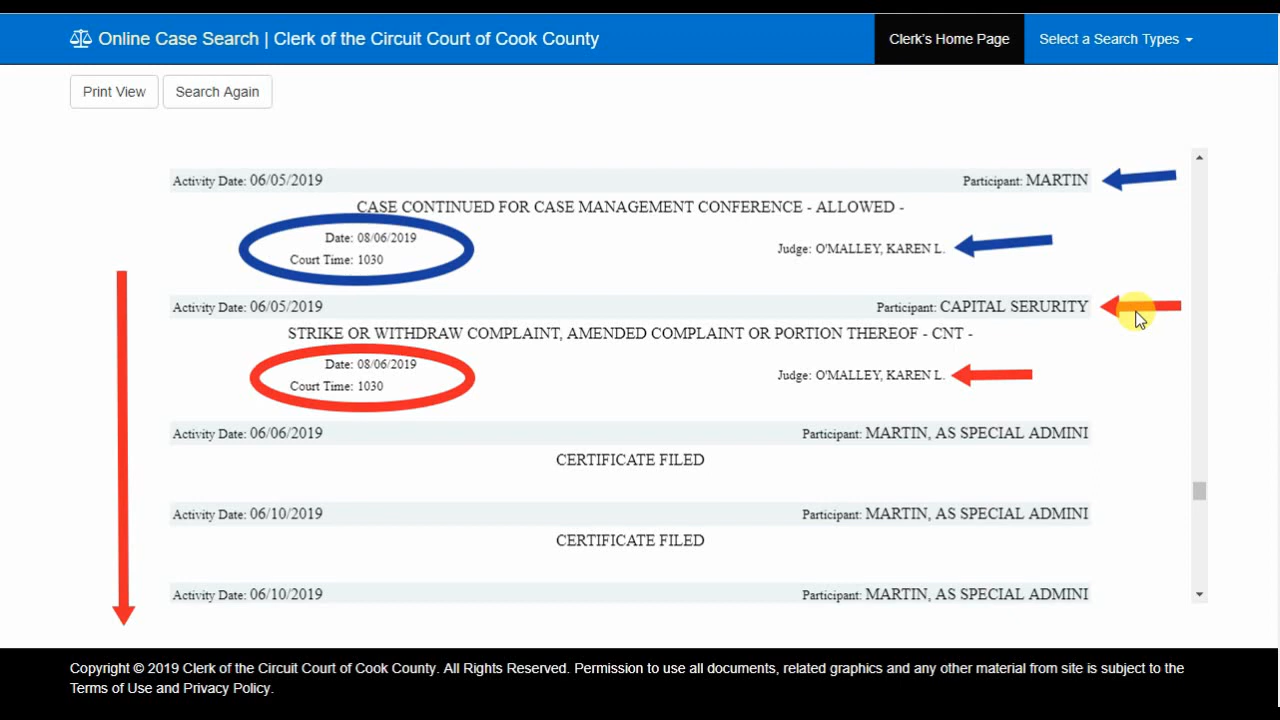 Online Case Search | Clerk of the Circuit Court of Cook County
Clerk's Home Page
Select a Search Types
Print View
Search Again
Activity Date: 06/05/2019 Participant: MARTIN
CASE CONTINUED FOR CASE MANAGEMENT CONFERENCE - ALLOWED -
Date: 08/06/2019
Court Time: 1030
Judge: O'MALLEY, KAREN L.
Activity Date: 06/05/2019 Participant: CAPITAL SERURITY
STRIKE OR WITHDRAW COMPLAINT, AMENDED COMPLAINT OR PORTION THEREOF - CNT -
Date: 08/06/2019
Court Time: 1030
Judge: O'MALLEY, KAREN L.
Activity Date: 06/06/2019 Participant: MARTIN, AS SPECIAL ADMINI
CERTIFICATE FILED
Activity Date: 06/10/2019 Participant: MARTIN, AS SPECIAL ADMINI
CERTIFICATE FILED
Activity Date: 06/10/2019 Participant: MARTIN, AS SPECIAL ADMINI
Copyright © 2019 Clerk of the Circuit Court of Cook County. All Rights Reserved. Permission to use all documents, related graphics and any other material from site is subject to the
Terms of Use and Privacy Policy.